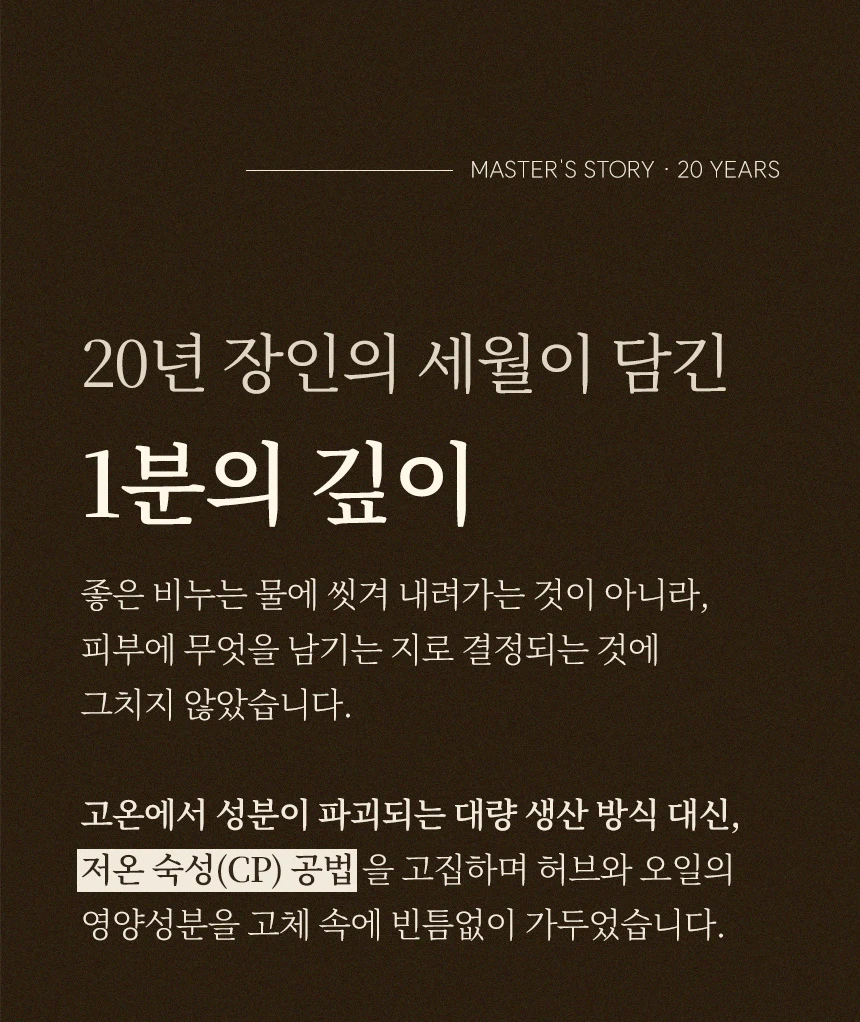 MASTER'S STORY · 20 YEARS
20년 장인의 세월이 담긴
1분의 깊이
좋은 비누는 물에 씻겨 내려가는 것이 아니라,
피부에 무엇을 남기는 지로 결정되는 것에
그치지 않았습니다.
고온에서 성분이 파괴되는 대량 생산 방식 대신,
저온 숙성(CP) 공법을 고집하며 허브와 오일의
영양성분을 고체 속에 빈틈없이 가두었습니다.